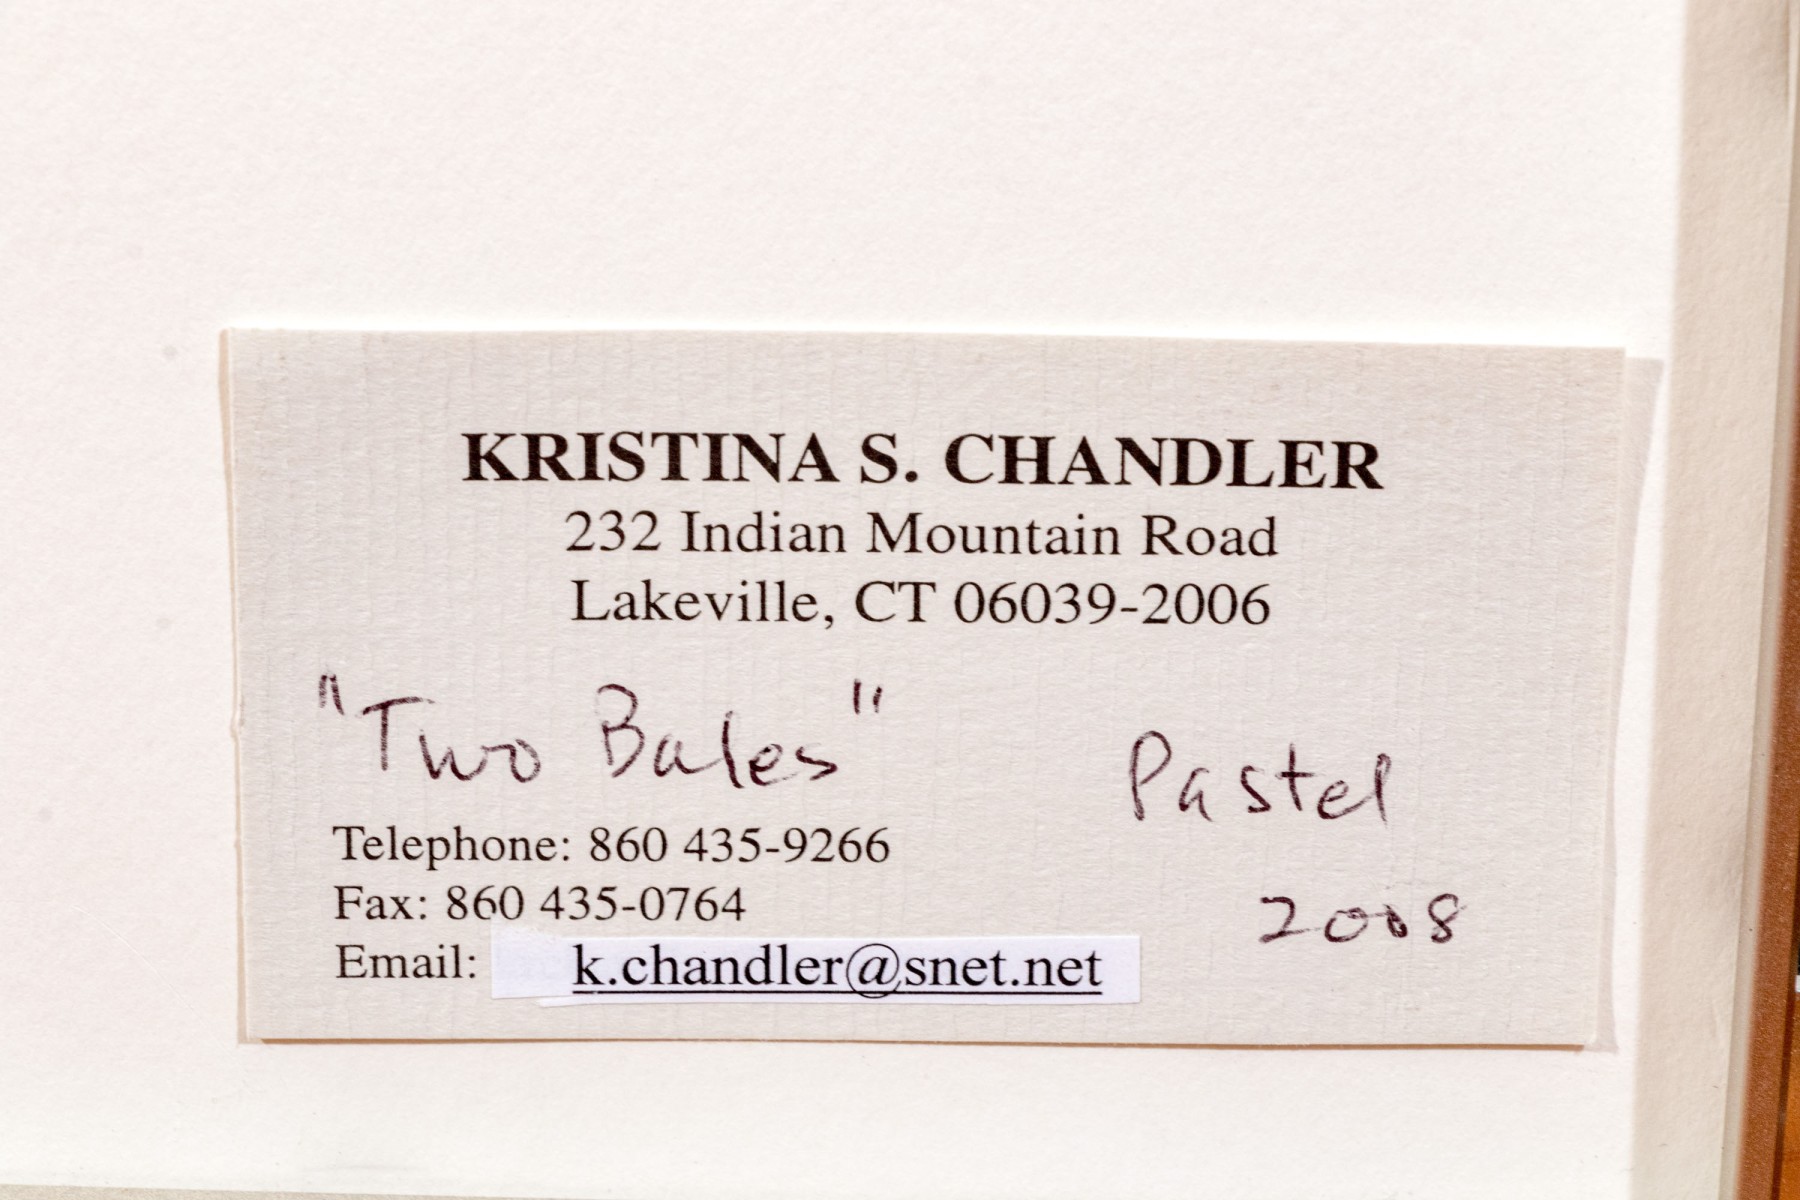 KRISTINA S. CHANDLER
232 Indian Mountain Road
Lakeville, CT 06039-2006
"Two Bales"
Pastel
Telephone: 860 435-9266
Fax: 860 435-0764
2008
Email: k.chandler@snet.net